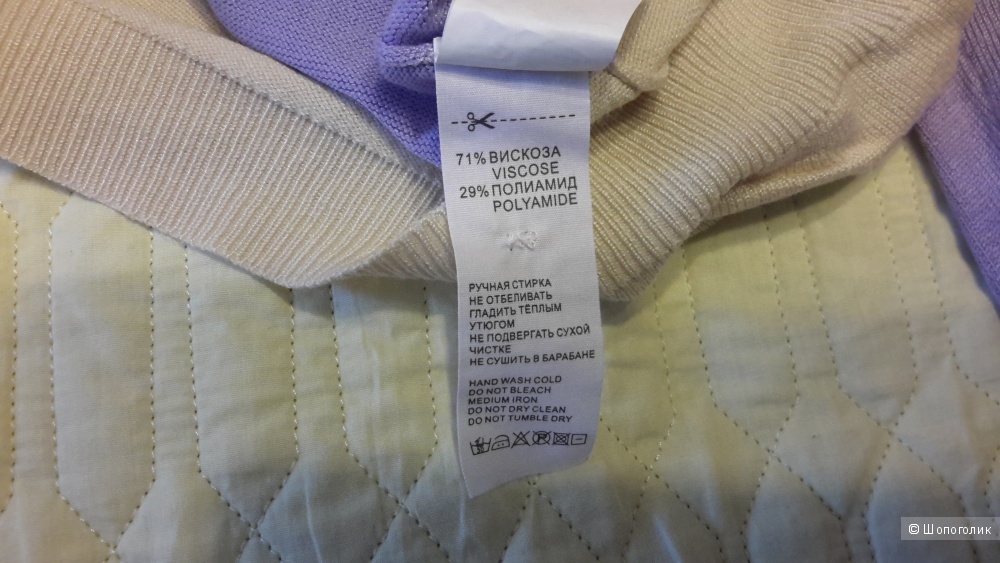 71% ВИСКОЗА
VISCOSE
29% ПОЛИАМИД
POLYAMIDE
РУЧНАЯ СТИРКА
НЕ ОТБЕЛИВАТЬ
ГЛАДИТЬ ТЁПЛЫМ
УТЮГОМ
НЕ ПОДВЕРГАТЬ СУХОЙ
ЧИСТКЕ
НЕ СУШИТЬ В БАРАБАНЕ
HAND WASH COLD
DO NOT BLEACH
MEDIUM IRON
DO NOT DRY CLEAN
DO NOT TUMBLE DRY
© Шопоголик